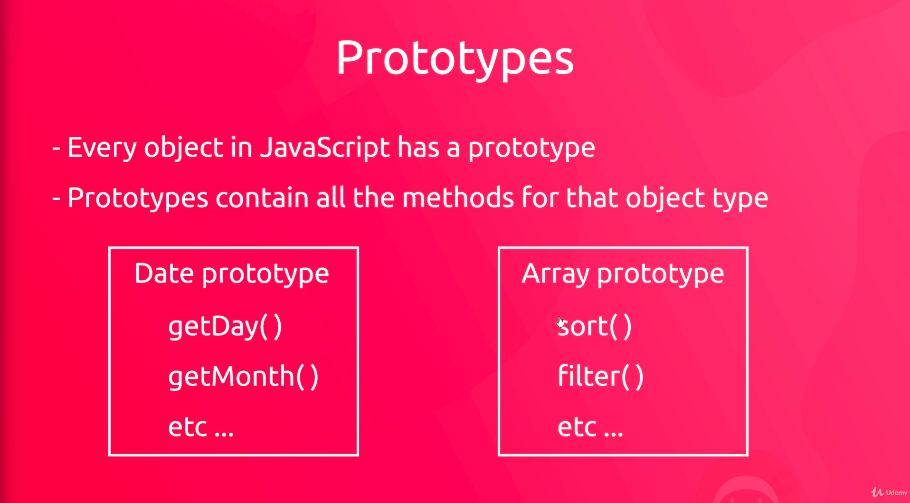 Prototypes
- Every object in JavaScript has a prototype
- Prototypes contain all the methods for that object type
Date prototype
getDay( )
getMonth( )
etc ...
Array prototype
sort( )
filter( )
etc ...
Udemy